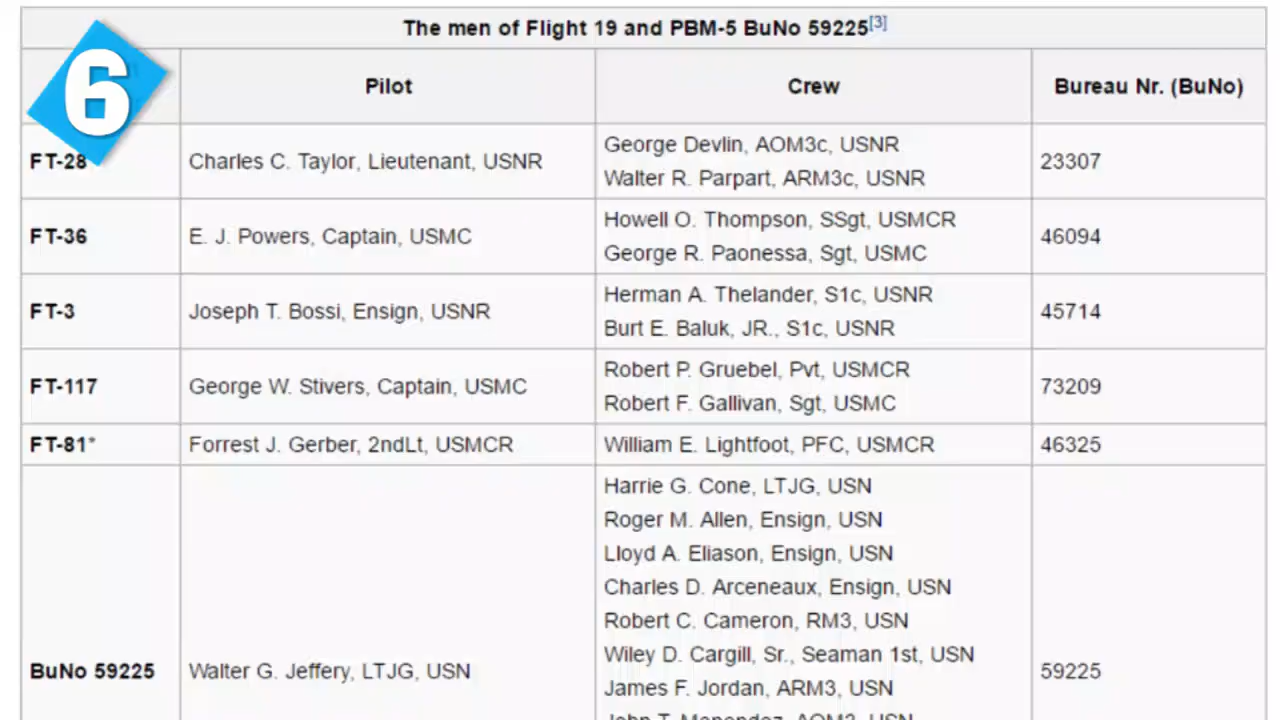 The men of Flight 19 and PBM-5 BuNo 59225[3]
6
Pilot
Crew
Bureau Nr. (BuNo)
FT-28
Charles C. Taylor, Lieutenant, USNR
George Devlin, AOM3c, USNR
Walter R. Parpart, ARM3c, USNR
23307
FT-36
E. J. Powers, Captain, USMC
Howell O. Thompson, SSgt, USMCR
George R. Paonessa, Sgt, USMC
46094
FT-3
Joseph T. Bossi, Ensign, USNR
Herman A. Thelander, S1c, USNR
Burt E. Baluk, JR., S1c, USNR
45714
FT-117
George W. Stivers, Captain, USMC
Robert P. Gruebel, Pvt, USMCR
Robert F. Gallivan, Sgt, USMC
73209
FT-81*
Forrest J. Gerber, 2ndLt, USMCR
William E. Lightfoot, PFC, USMCR
46325
BuNo 59225
Walter G. Jeffery, LTJG, USN
Harrie G. Cone, LTJG, USN
Roger M. Allen, Ensign, USN
Lloyd A. Eliason, Ensign, USN
Charles D. Arceneaux, Ensign, USN
Robert C. Cameron, RM3, USN
Wiley D. Cargill, Sr., Seaman 1st, USN
James F. Jordan, ARM3, USN
John T. Menendez, AOM3, USN
59225